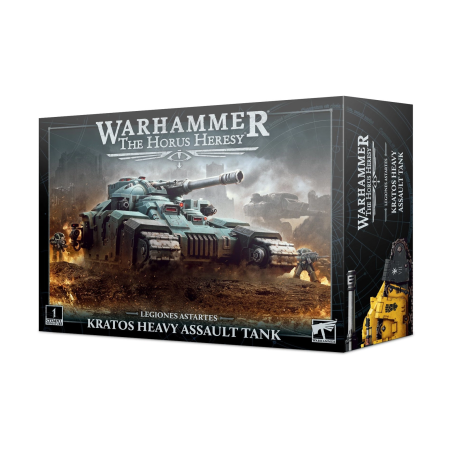 WARHAMMER
THE HORUS HERESY
LEGIONES ASTARTES
KRATOS HEAVY ASSAULT TANK
1
WARHAMMER
WARHAMMER
THE HORUS HERESY
LEGIONES ASTARTES
KRATOS HEAVY
ASSAULT TANK